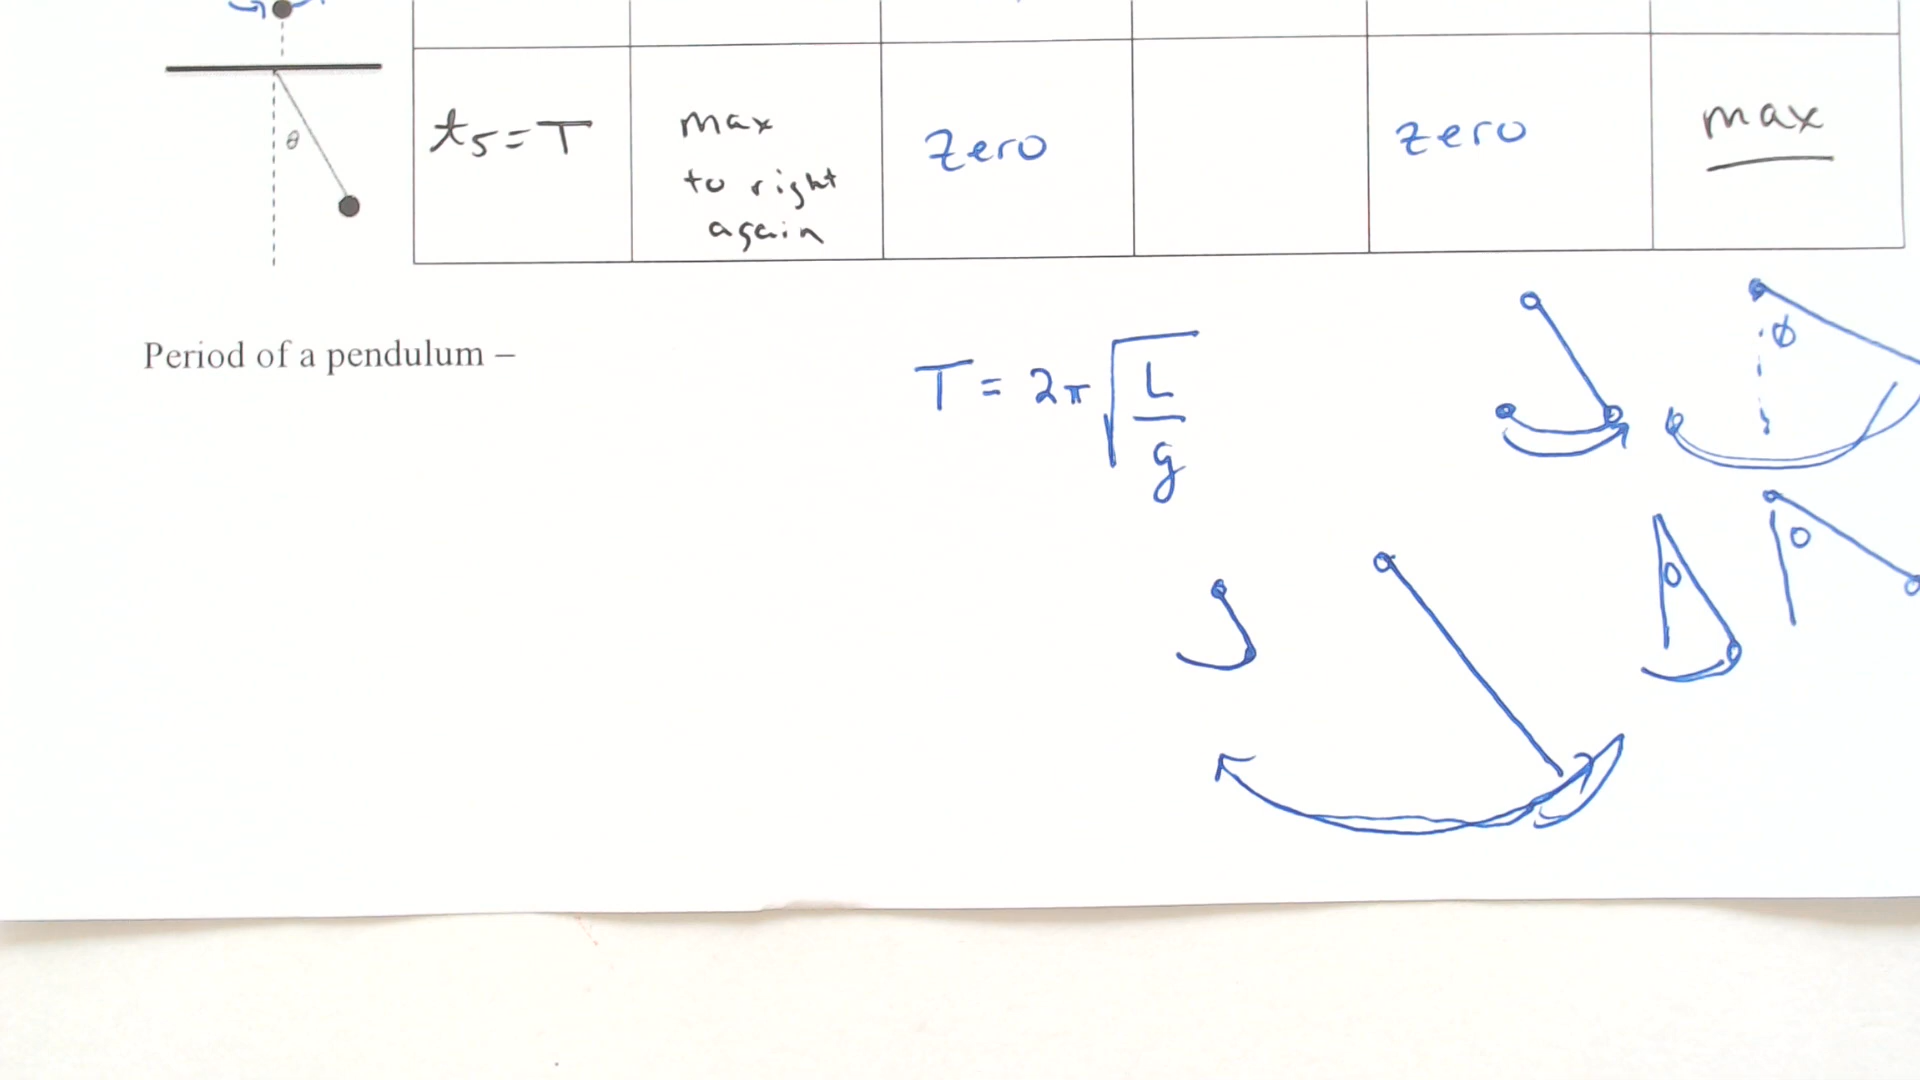 θ
t₅ = T
max
to right
again
zero
zero
max
Period of a pendulum –
T = 2π √(L/g)